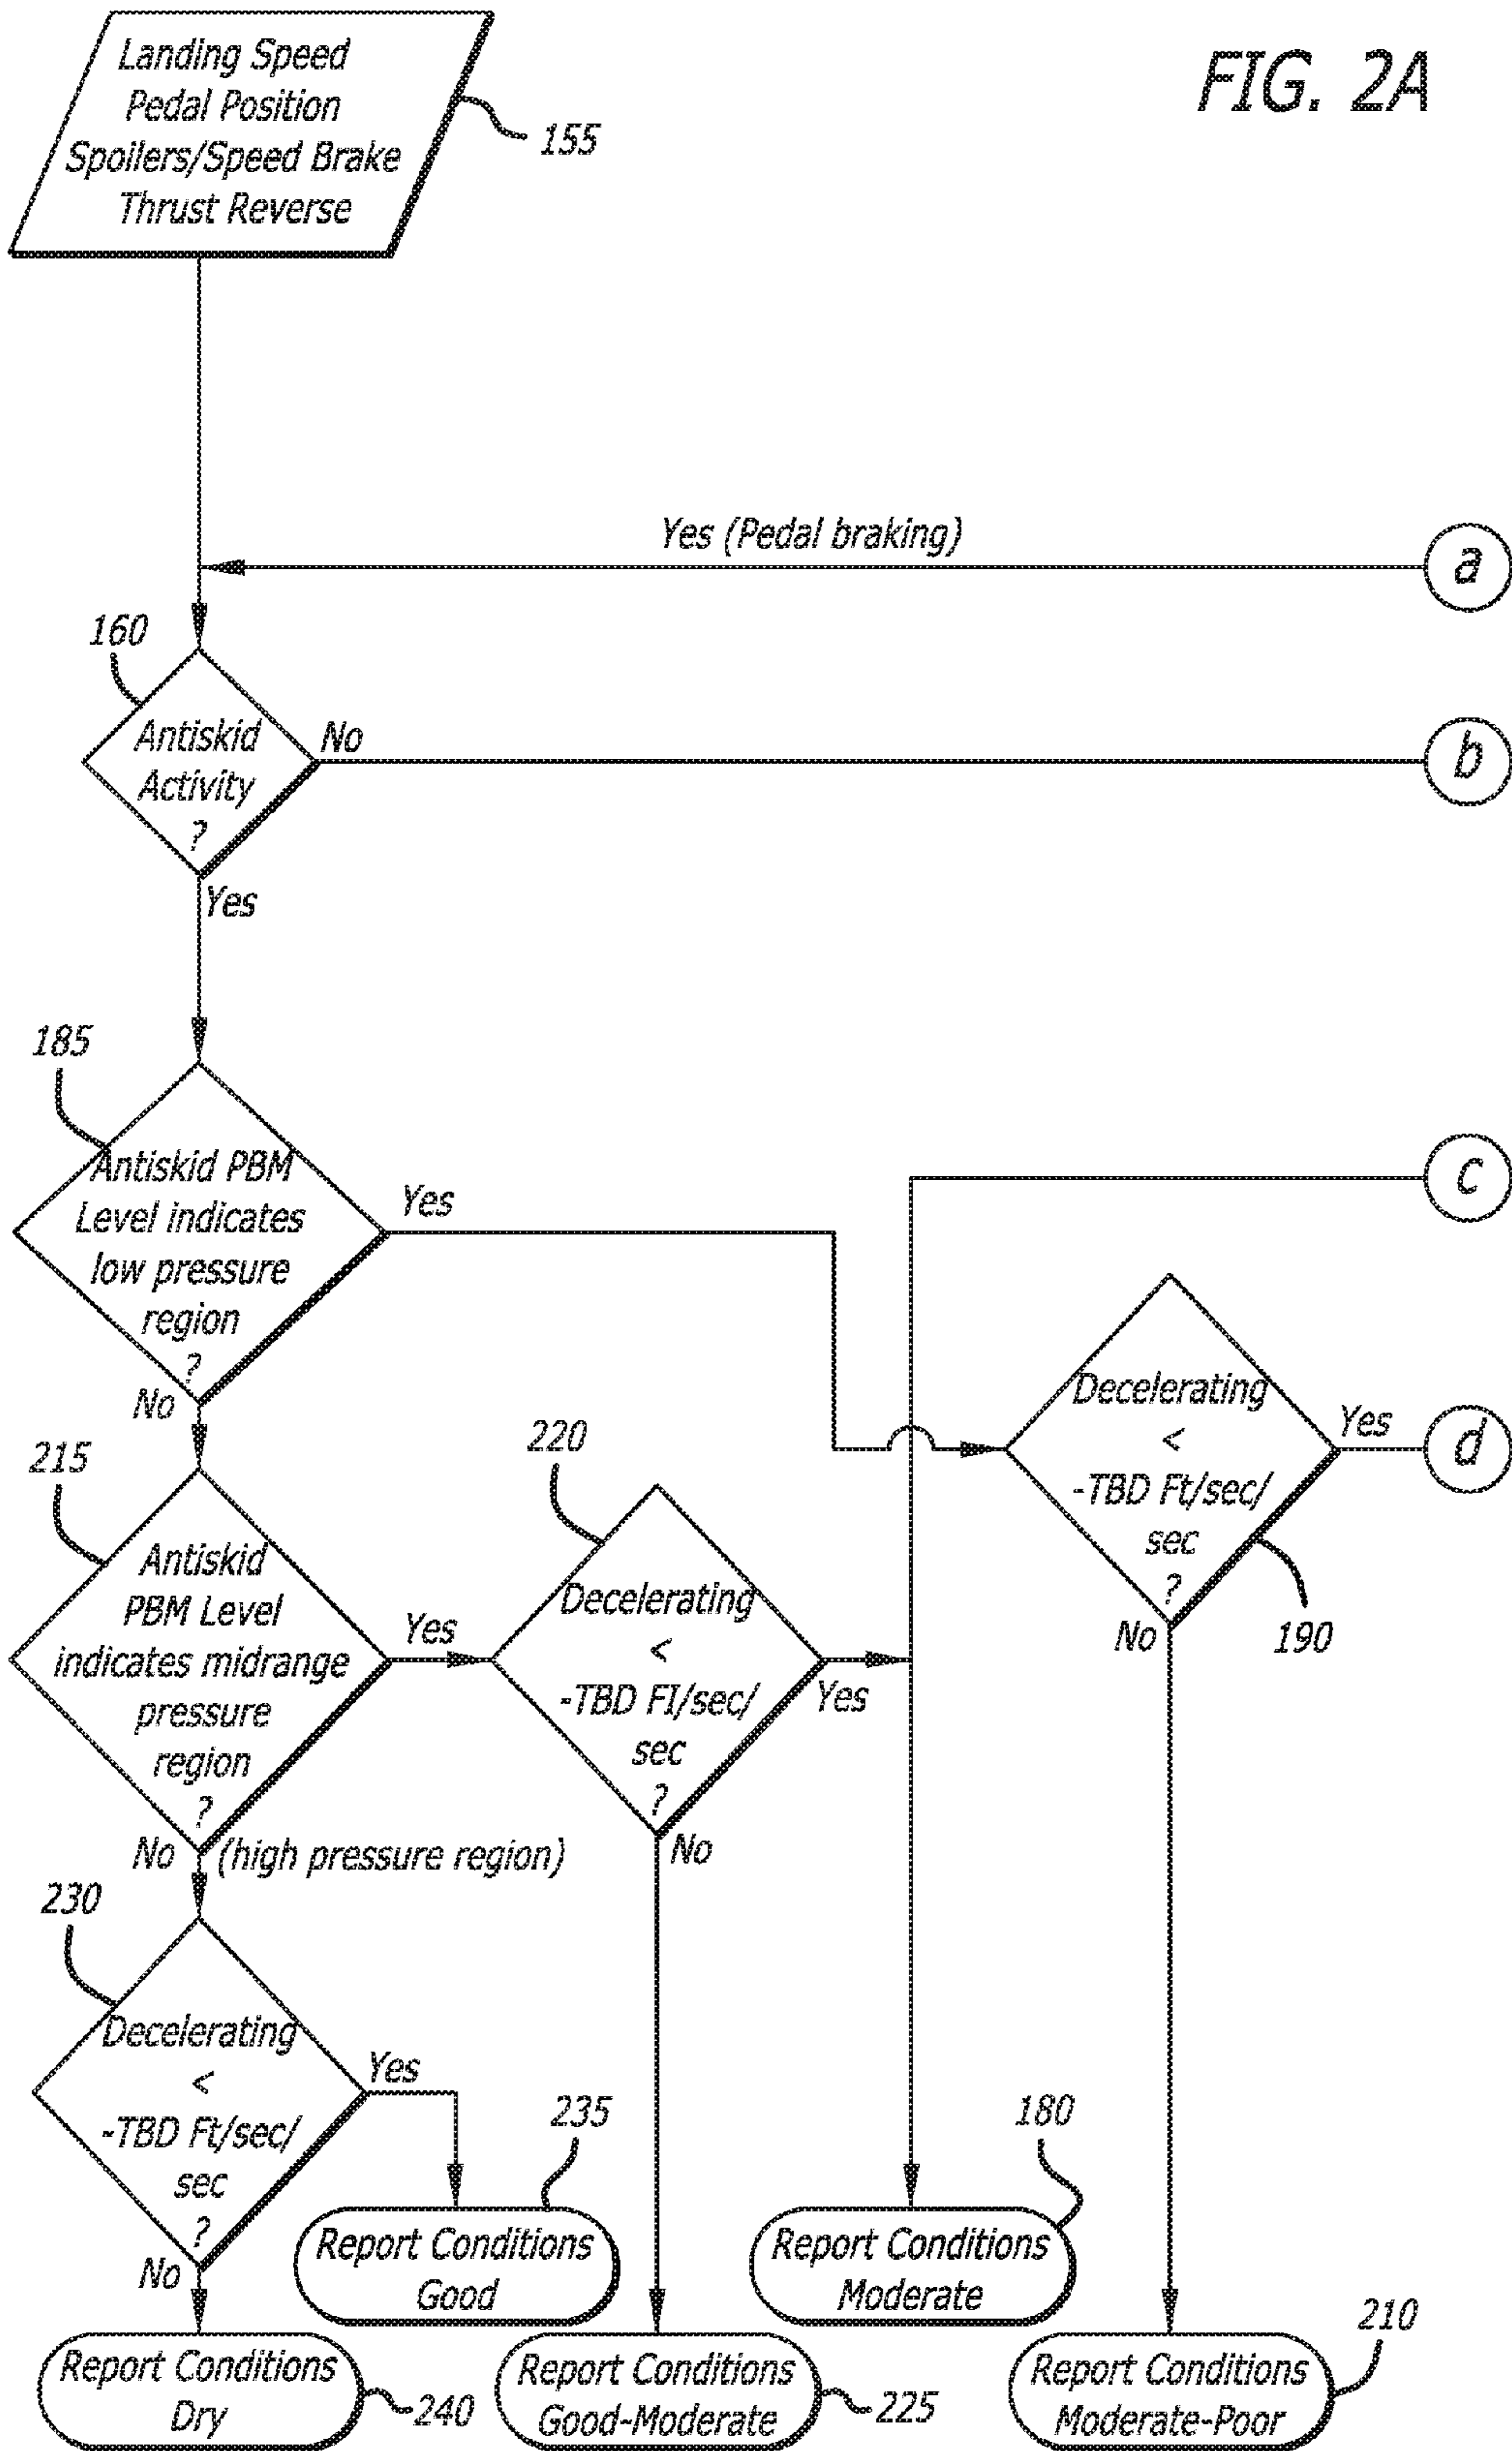 FIG. 2A
Landing Speed
Pedal Position
Spoilers/Speed Brake
Thrust Reverse
155
Yes (Pedal braking)
a
160
Antiskid
Activity
?
No
b
Yes
185
Antiskid PBM
Level indicates
low pressure
region
?
Yes
No
c
Decelerating
<
-TBD Ft/sec/
sec
?
Yes
d
No
190
215
Antiskid
PBM Level
indicates midrange
pressure
region
?
Yes
No
(high pressure region)
220
Decelerating
<
-TBD FI/sec/
sec
?
Yes
No
230
Decelerating
<
-TBD Ft/sec/
sec
?
Yes
No
235
Report Conditions
Good
180
Report Conditions
Moderate
Report Conditions
Dry
240
Report Conditions
Good-Moderate
225
Report Conditions
Moderate-Poor
210